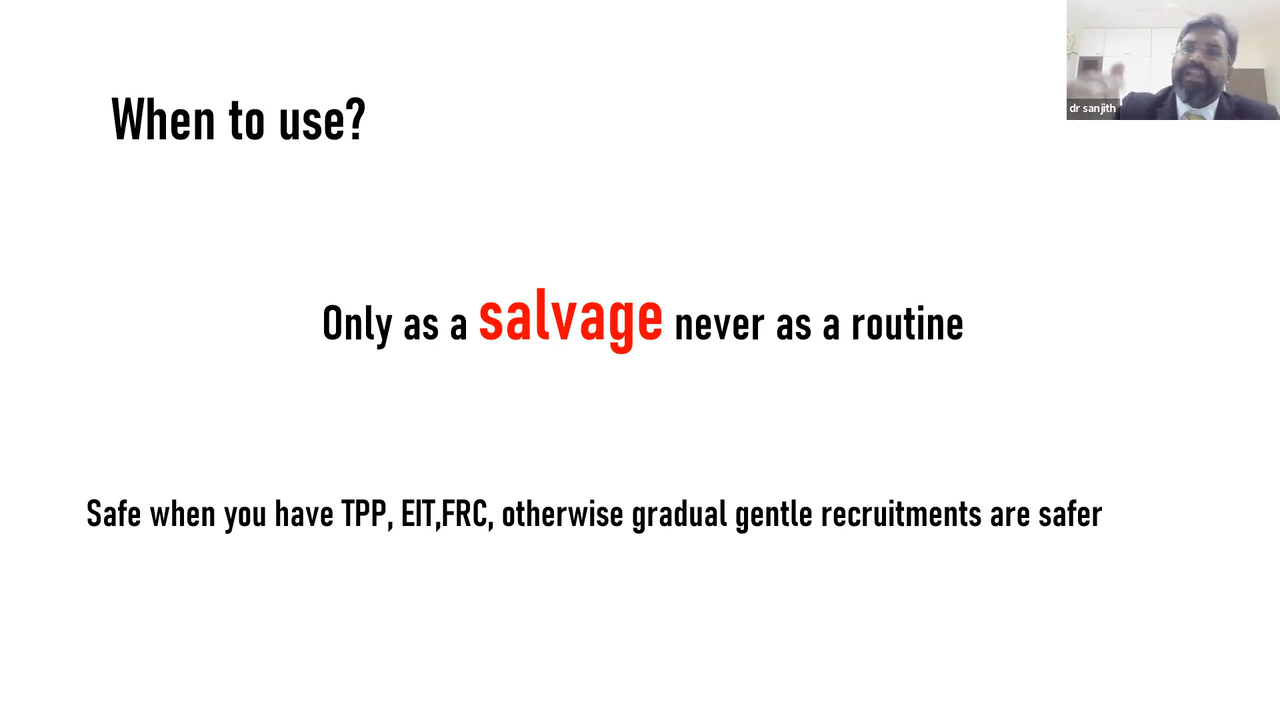 dr sanjith
When to use?
Only as a salvage never as a routine
Safe when you have TPP, EIT,FRC, otherwise gradual gentle recruitments are safer